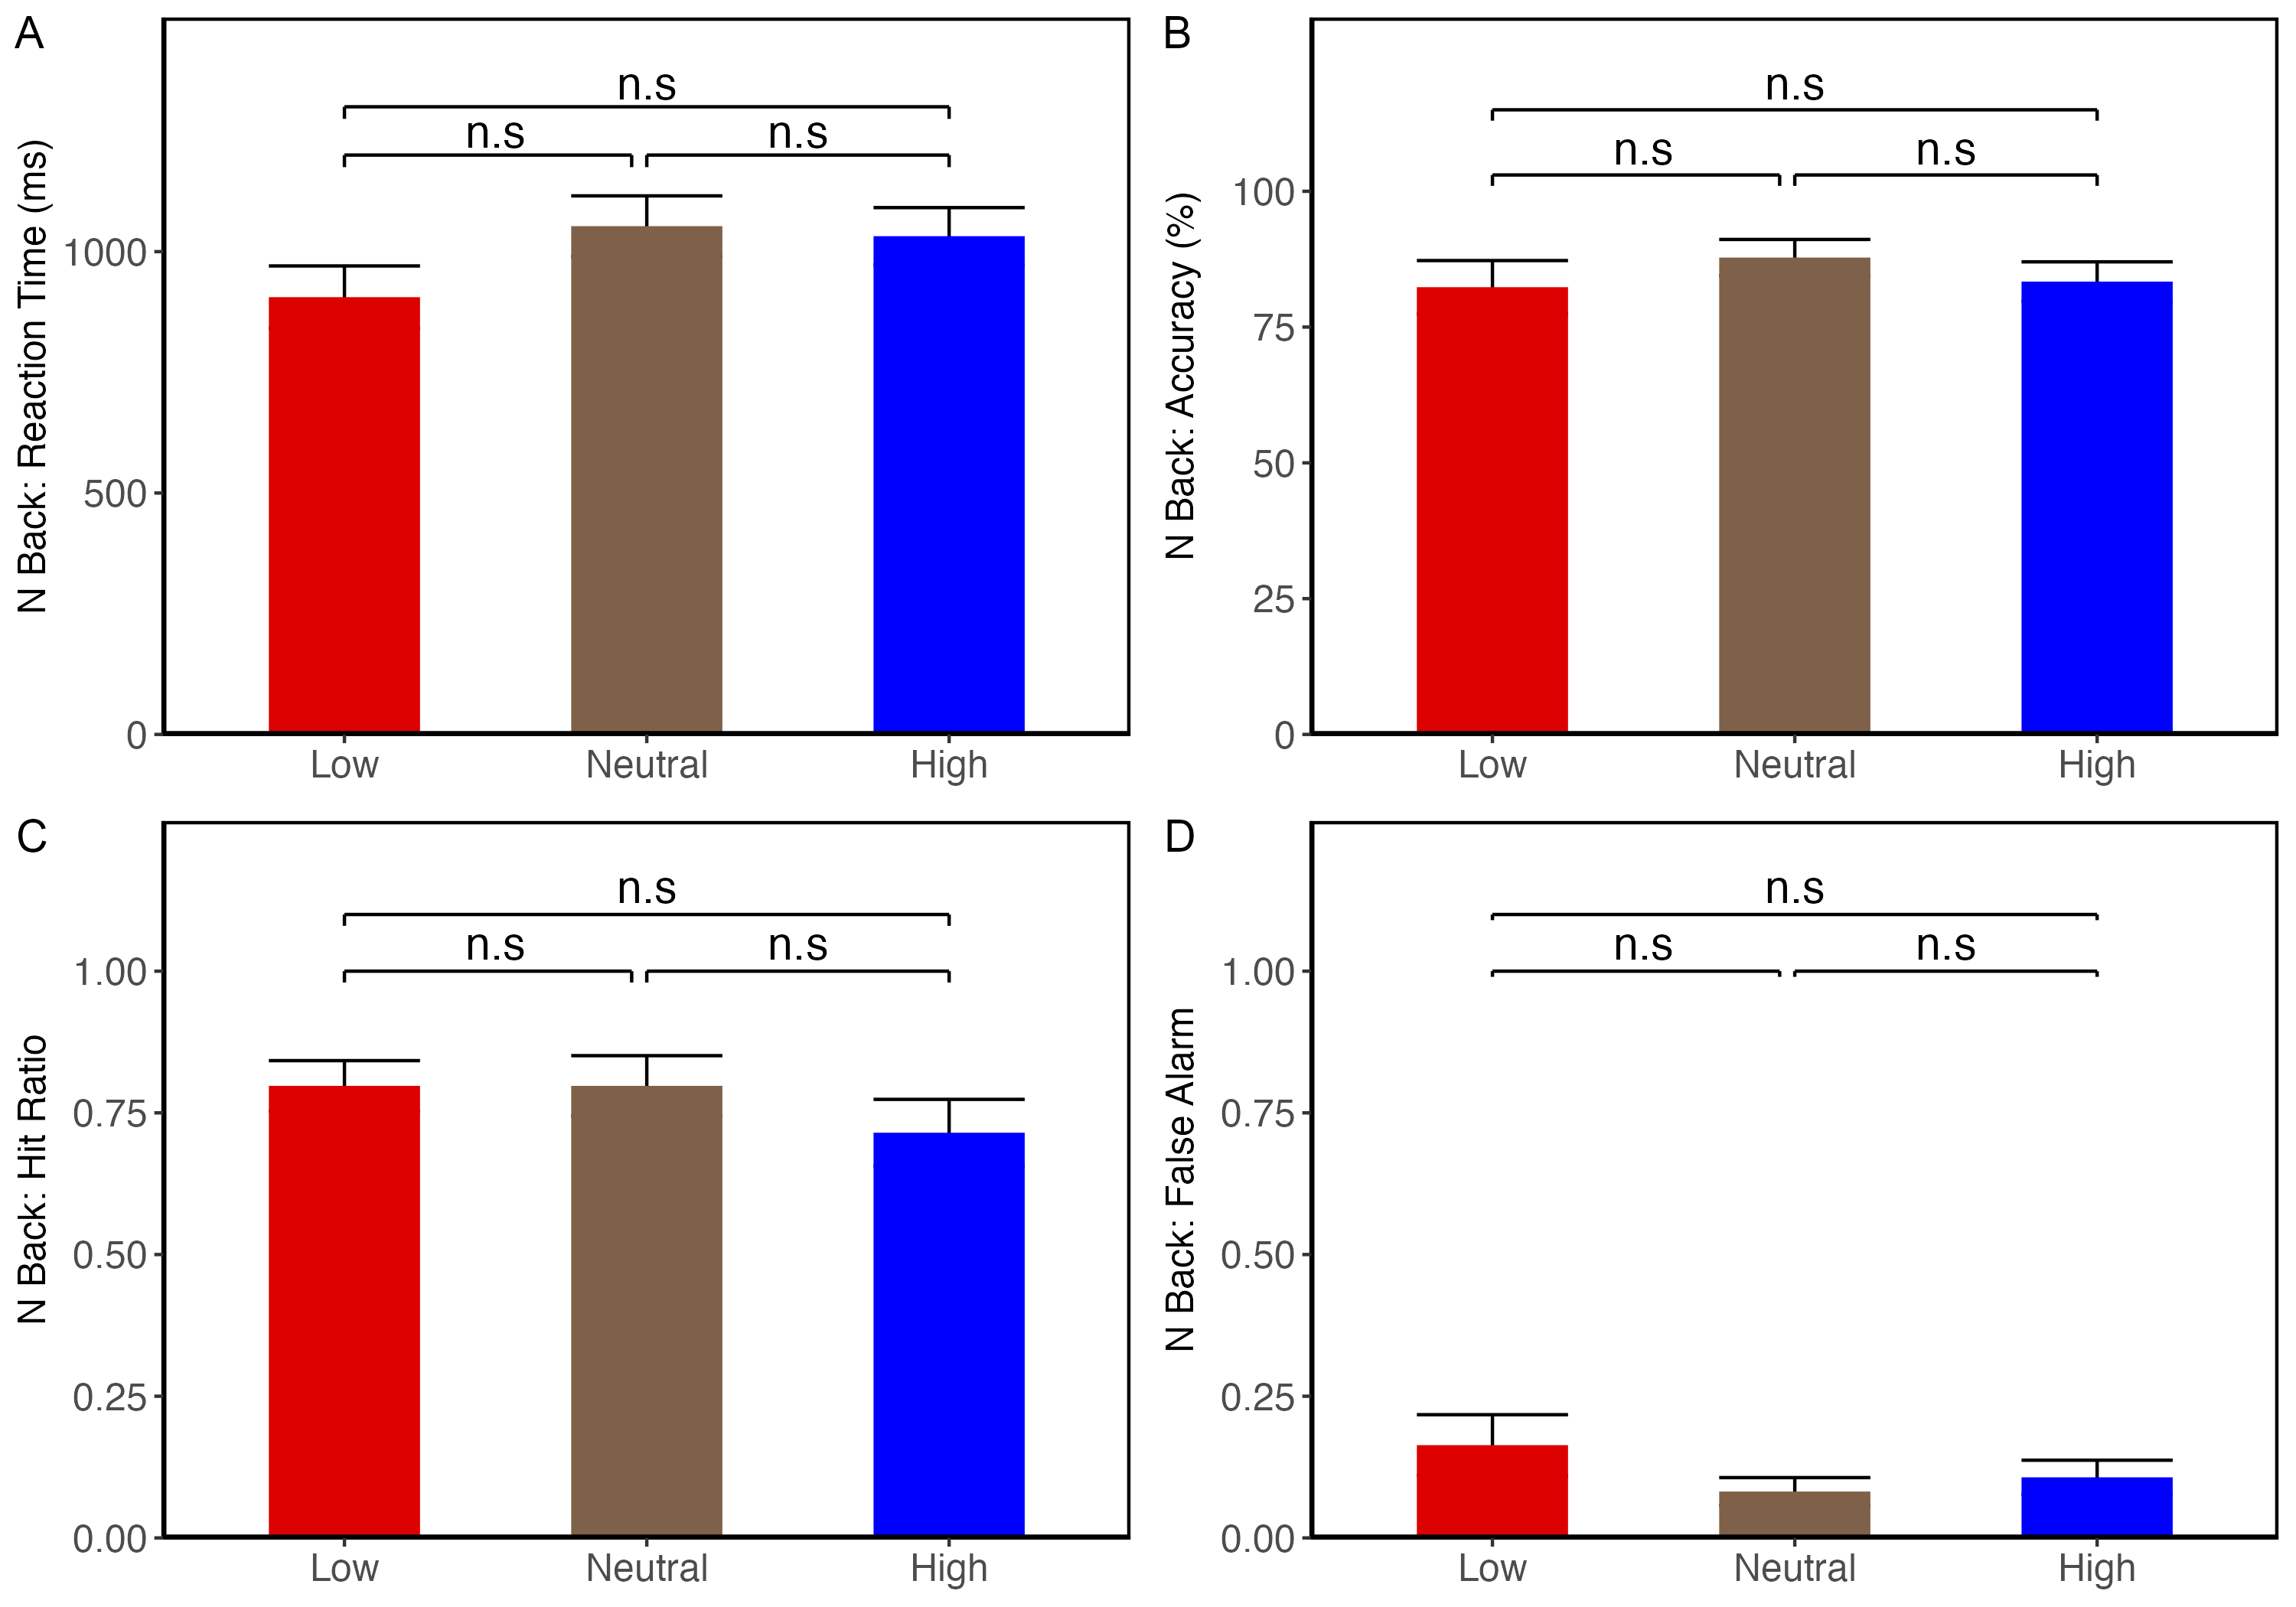 A
N Back: Reaction Time (ms)
n.s
n.s
n.s
1000
500
0
Low
Neutral
High
B
N Back: Accuracy (%)
n.s
n.s
n.s
100
75
50
25
0
Low
Neutral
High
C
N Back: Hit Ratio
n.s
n.s
n.s
1.00
0.75
0.50
0.25
0.00
Low
Neutral
High
D
N Back: False Alarm
n.s
n.s
n.s
1.00
0.75
0.50
0.25
0.00
Low
Neutral
High